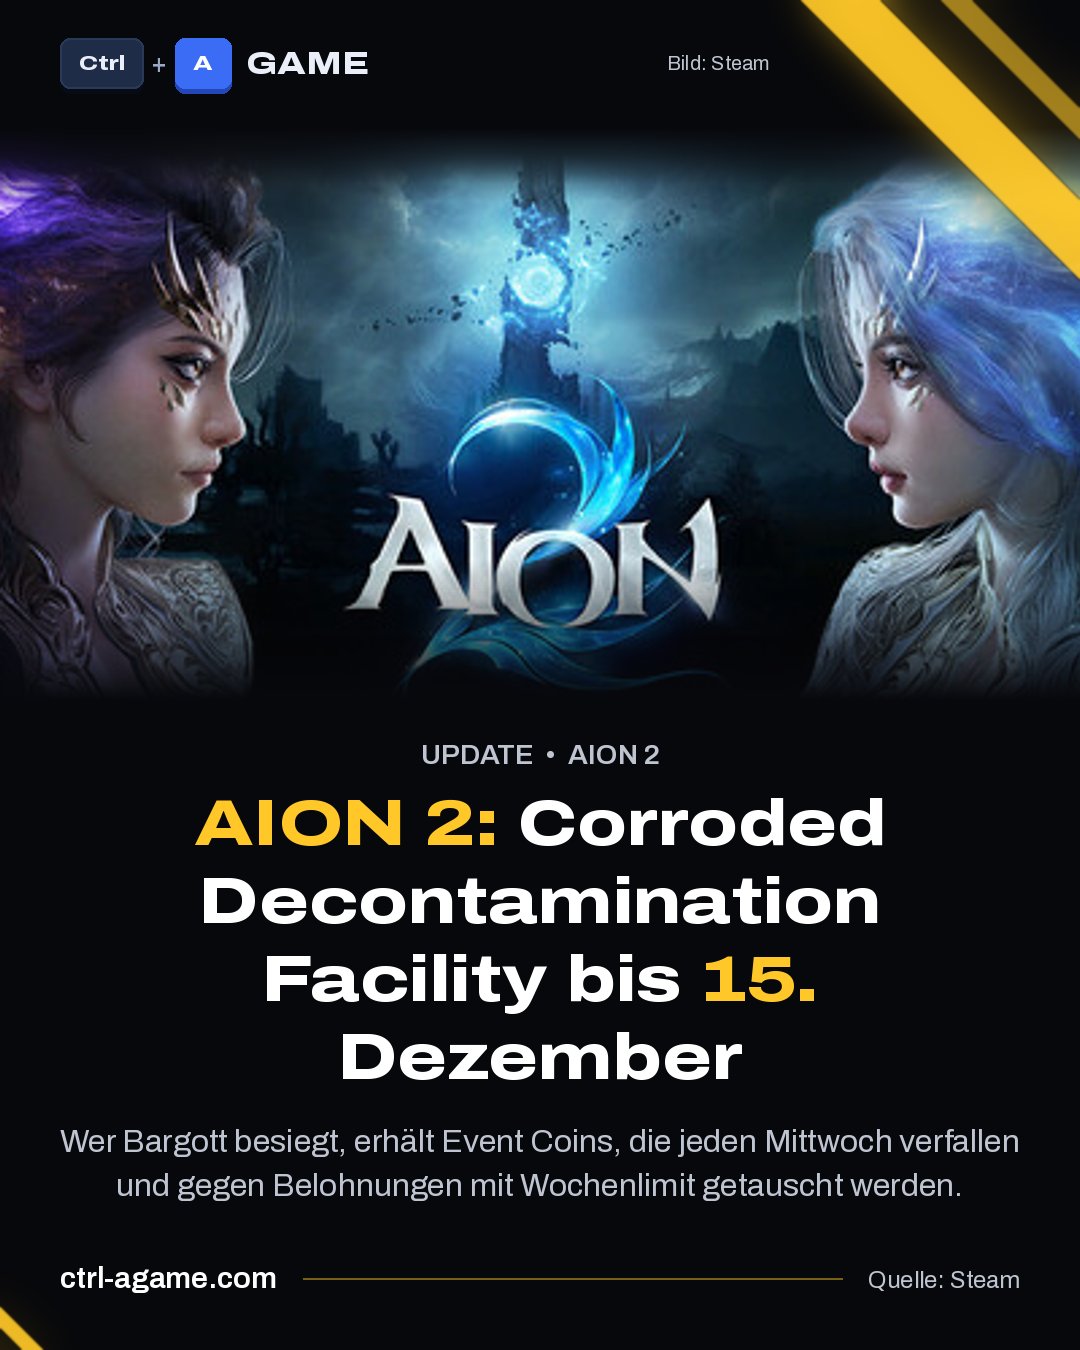 Ctrl + A GAME
Bild: Steam
2
AION
UPDATE • AION 2
AION 2: Corroded
Decontamination
Facility bis 15.
Dezember
Wer Bargott besiegt, erhält Event Coins, die jeden Mittwoch verfallen
und gegen Belohnungen mit Wochenlimit getauscht werden.
ctrl-agame.com
Quelle: Steam